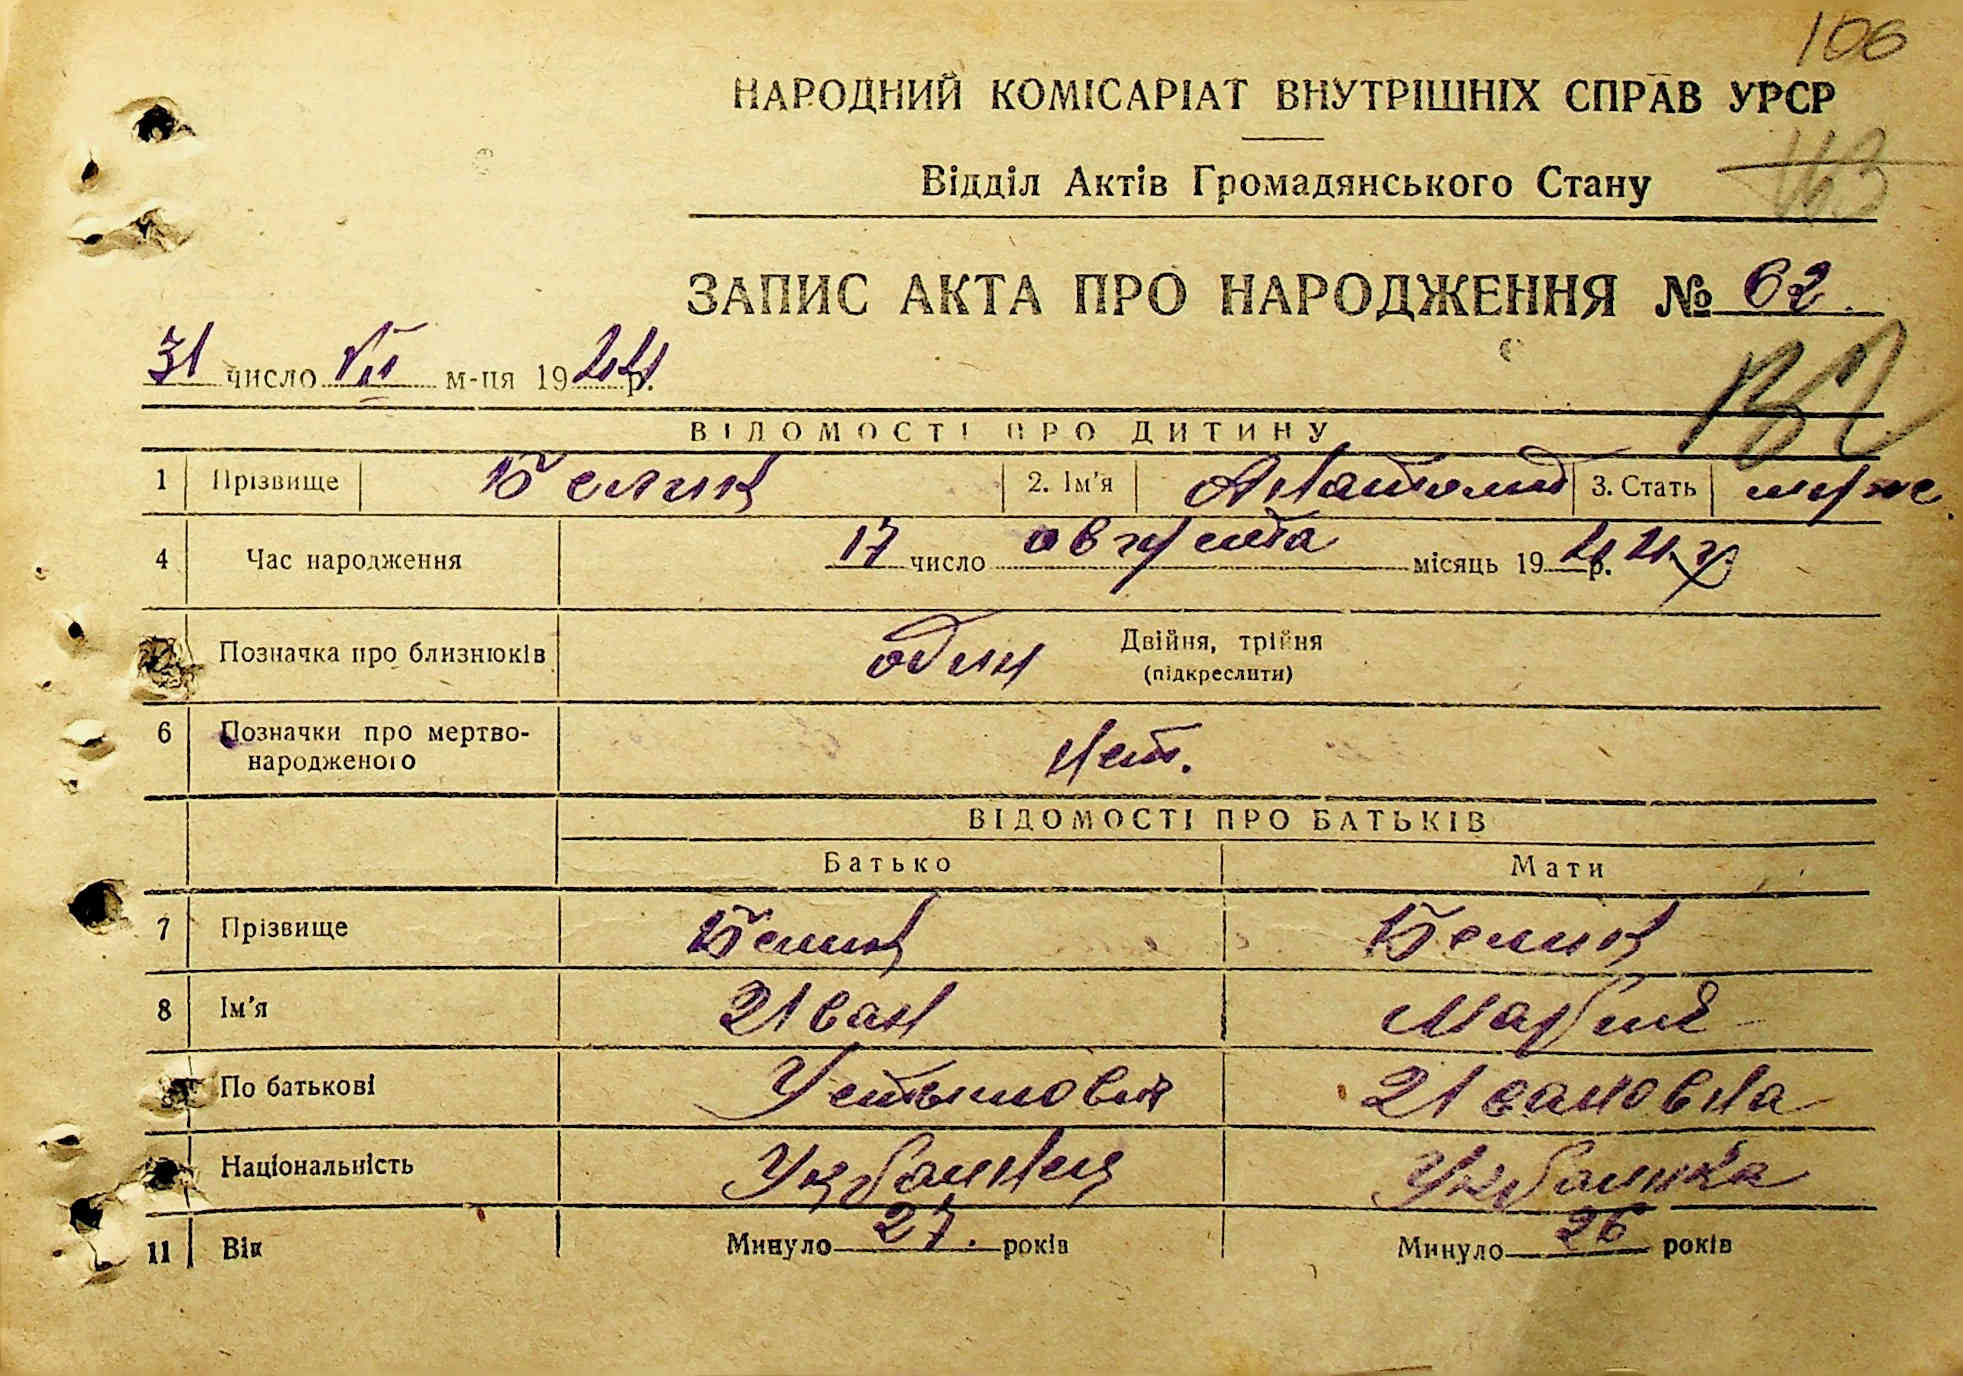 106
НАРОДНИЙ КОМІСАРІАТ ВНУТРІШНІХ СПРАВ УРСР
163
Відділ Актів Громадянського Стану
ЗАПИС АКТА ПРО НАРОДЖЕННЯ № 62.
31 число VII м-ця 1944 р.
ВІДОМОСТІ ПРО ДИТИНУ
1 Прізвище Белик 2. Ім'я Анатолий 3. Стать муже.
4 Час народження 17 число августа місяць 1944 р. г.
Позначка про близнюків один Двійня, трійня
(підкреслити)
6 Позначки про мертво-
народженого Нет.
ВІДОМОСТІ ПРО БАТЬКІВ
Батько Мати
7 Прізвище Белик Белик
8 Ім'я Иван Мария
По батькові Устымович Ивановна
Національність Украинец Украинка
11 Вік Минуло 27. років Минуло 26 років